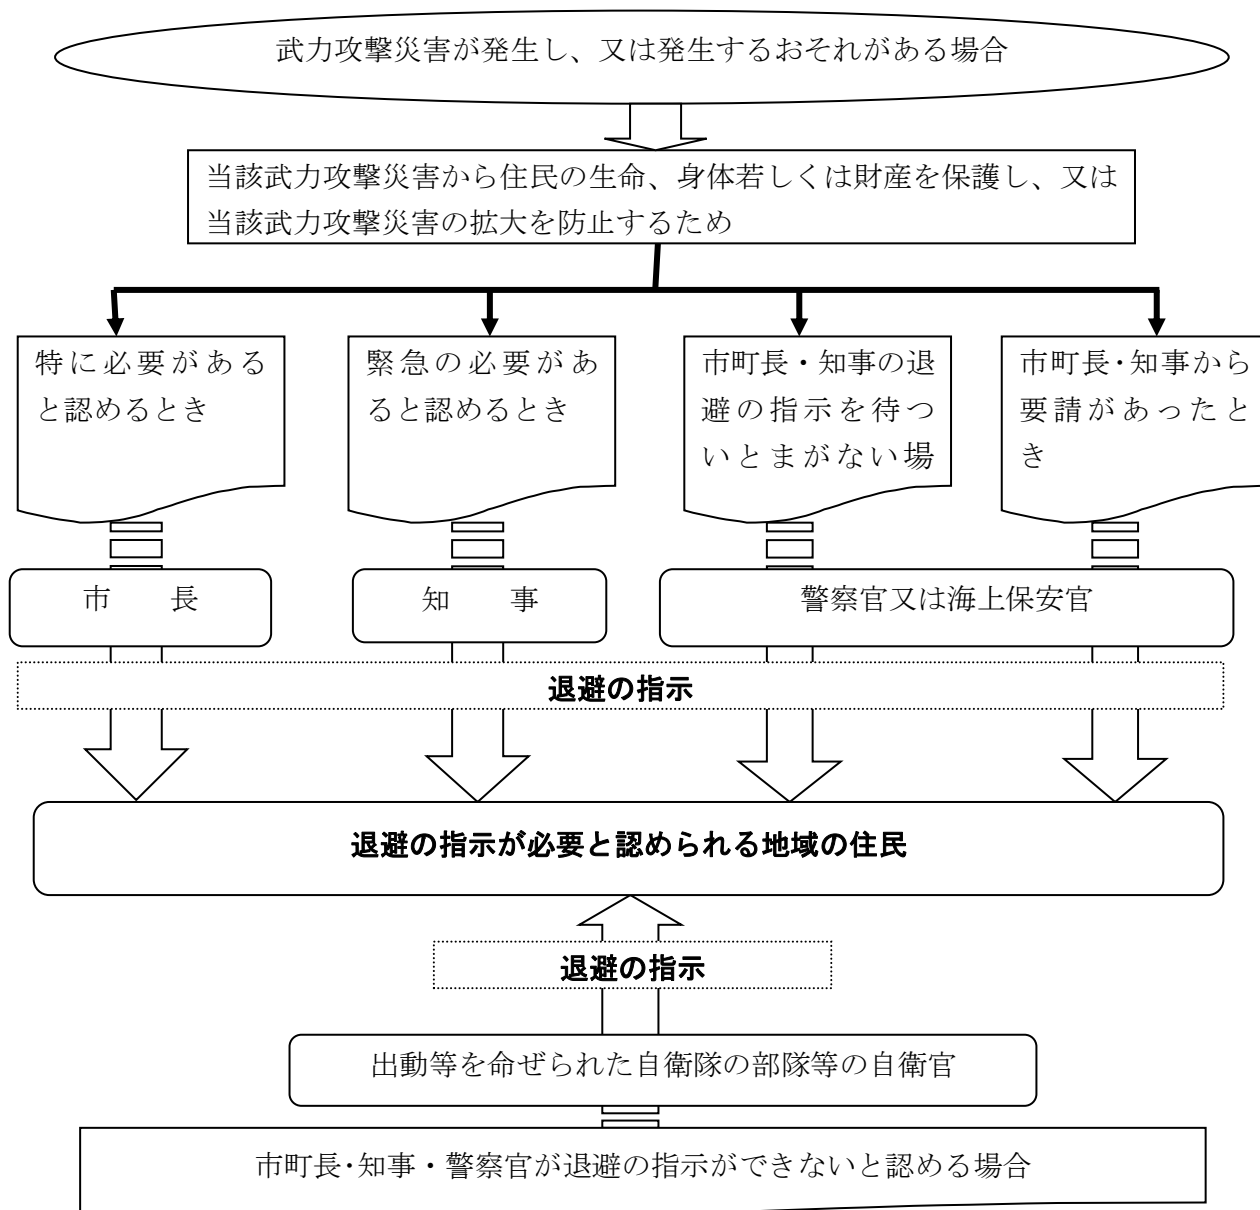 武力攻撃災害が発生し、又は発生するおそれがある場合
当該武力攻撃災害から住民の生命、身体若しくは財産を保護し、又は
当該武力攻撃災害の拡大を防止するため
特に必要がある
と認めるとき
緊急の必要があ
ると認めるとき
市町長・知事の退
避の指示を待つ
いとまがない場
市町長・知事から
要請があったと
き
市　長
知　事
警察官又は海上保安官
退避の指示
退避の指示が必要と認められる地域の住民
退避の指示
出動等を命ぜられた自衛隊の部隊等の自衛官
市町長・知事・警察官が退避の指示ができないと認める場合